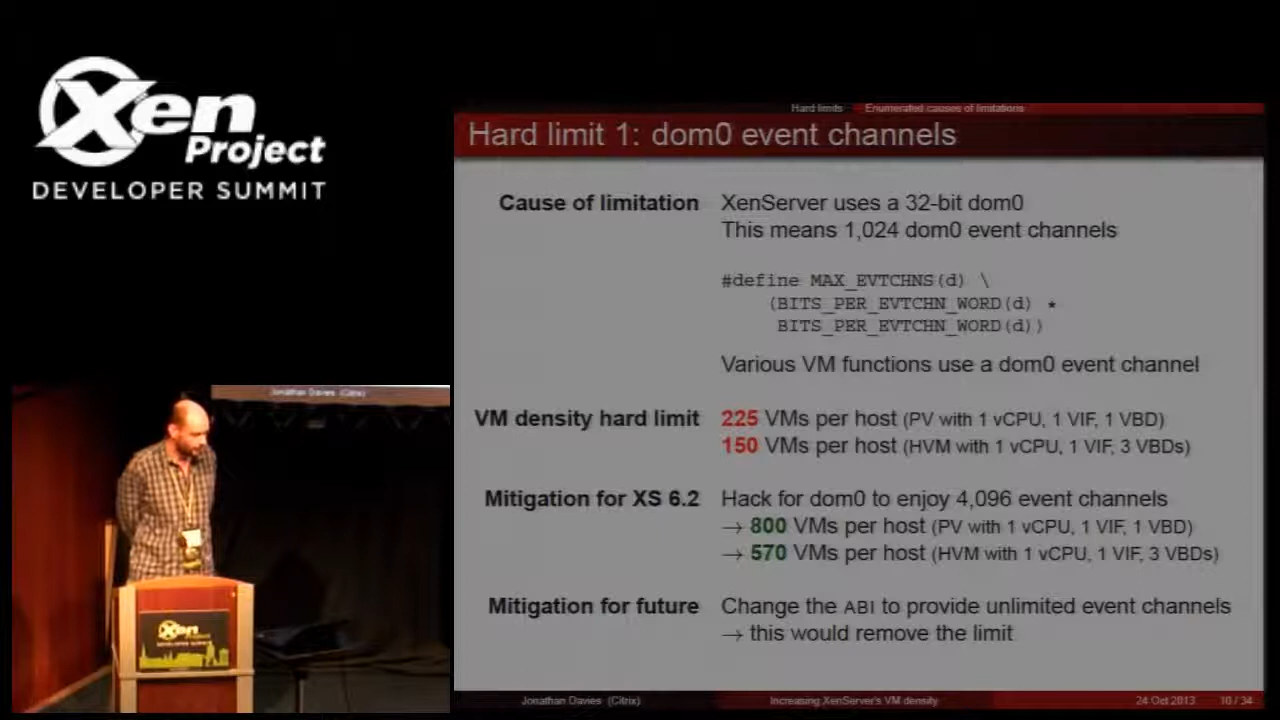 Xen
Project
DEVELOPER SUMMIT
Hard limits Enumerated causes of limitations
Hard limit 1: dom0 event channels
Cause of limitation XenServer uses a 32-bit dom0
This means 1,024 dom0 event channels
#define MAX_EVTCHNS(d) \
(BITS_PER_EVTCHN_WORD(d) *
BITS_PER_EVTCHN_WORD(d))
Various VM functions use a dom0 event channel
VM density hard limit 225 VMs per host (PV with 1 vCPU, 1 VIF, 1 VBD)
150 VMs per host (HVM with 1 vCPU, 1 VIF, 3 VBDs)
Mitigation for XS 6.2 Hack for dom0 to enjoy 4,096 event channels
→ 800 VMs per host (PV with 1 vCPU, 1 VIF, 1 VBD)
→ 570 VMs per host (HVM with 1 vCPU, 1 VIF, 3 VBDs)
Mitigation for future Change the ABI to provide unlimited event channels
→ this would remove the limit
Jonathan Davies (Citrix) Increasing XenServer's VM density 24 Oct 2013 10 / 34
Jonathan Davies (Citrix)
Xen
Project
DEVELOPER SUMMIT